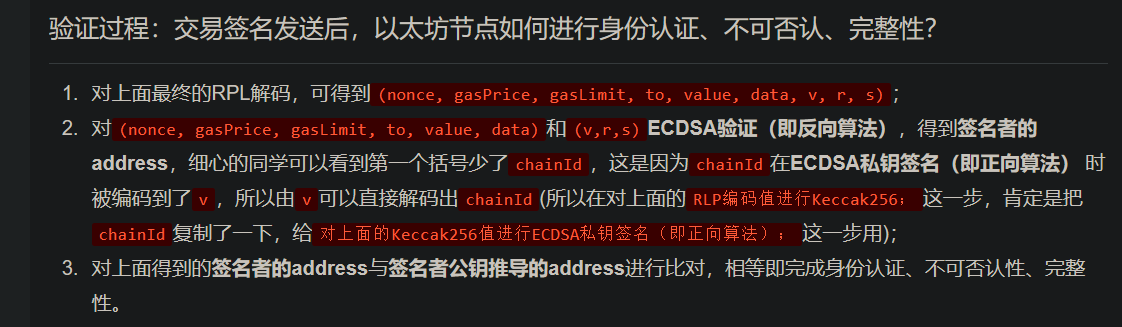 验证过程：交易签名发送后，以太坊节点如何进行身份认证、不可否认、完整性？
1. 对上面最终的RPL解码，可得到 (nonce, gasPrice, gasLimit, to, value, data, v, r, s) ；
2. 对 (nonce, gasPrice, gasLimit, to, value, data) 和 (v,r,s) ECDSA验证（即反向算法），得到签名者的
address，细心的同学可以看到第一个括号少了 chainId ，这是因为 chainId 在ECDSA私钥签名（即正向算法） 时
被编码到了 v ，所以由 v 可以直接解码出 chainId (所以在对上面的 RLP编码值进行Keccak256； 这一步，肯定是把
chainId 复制了一下，给 对上面的Keccak256值进行ECDSA私钥签名（即正向算法）； 这一步用);
3. 对上面得到的签名者的address与签名者公钥推导的address进行比对，相等即完成身份认证、不可否认性、完整
性。